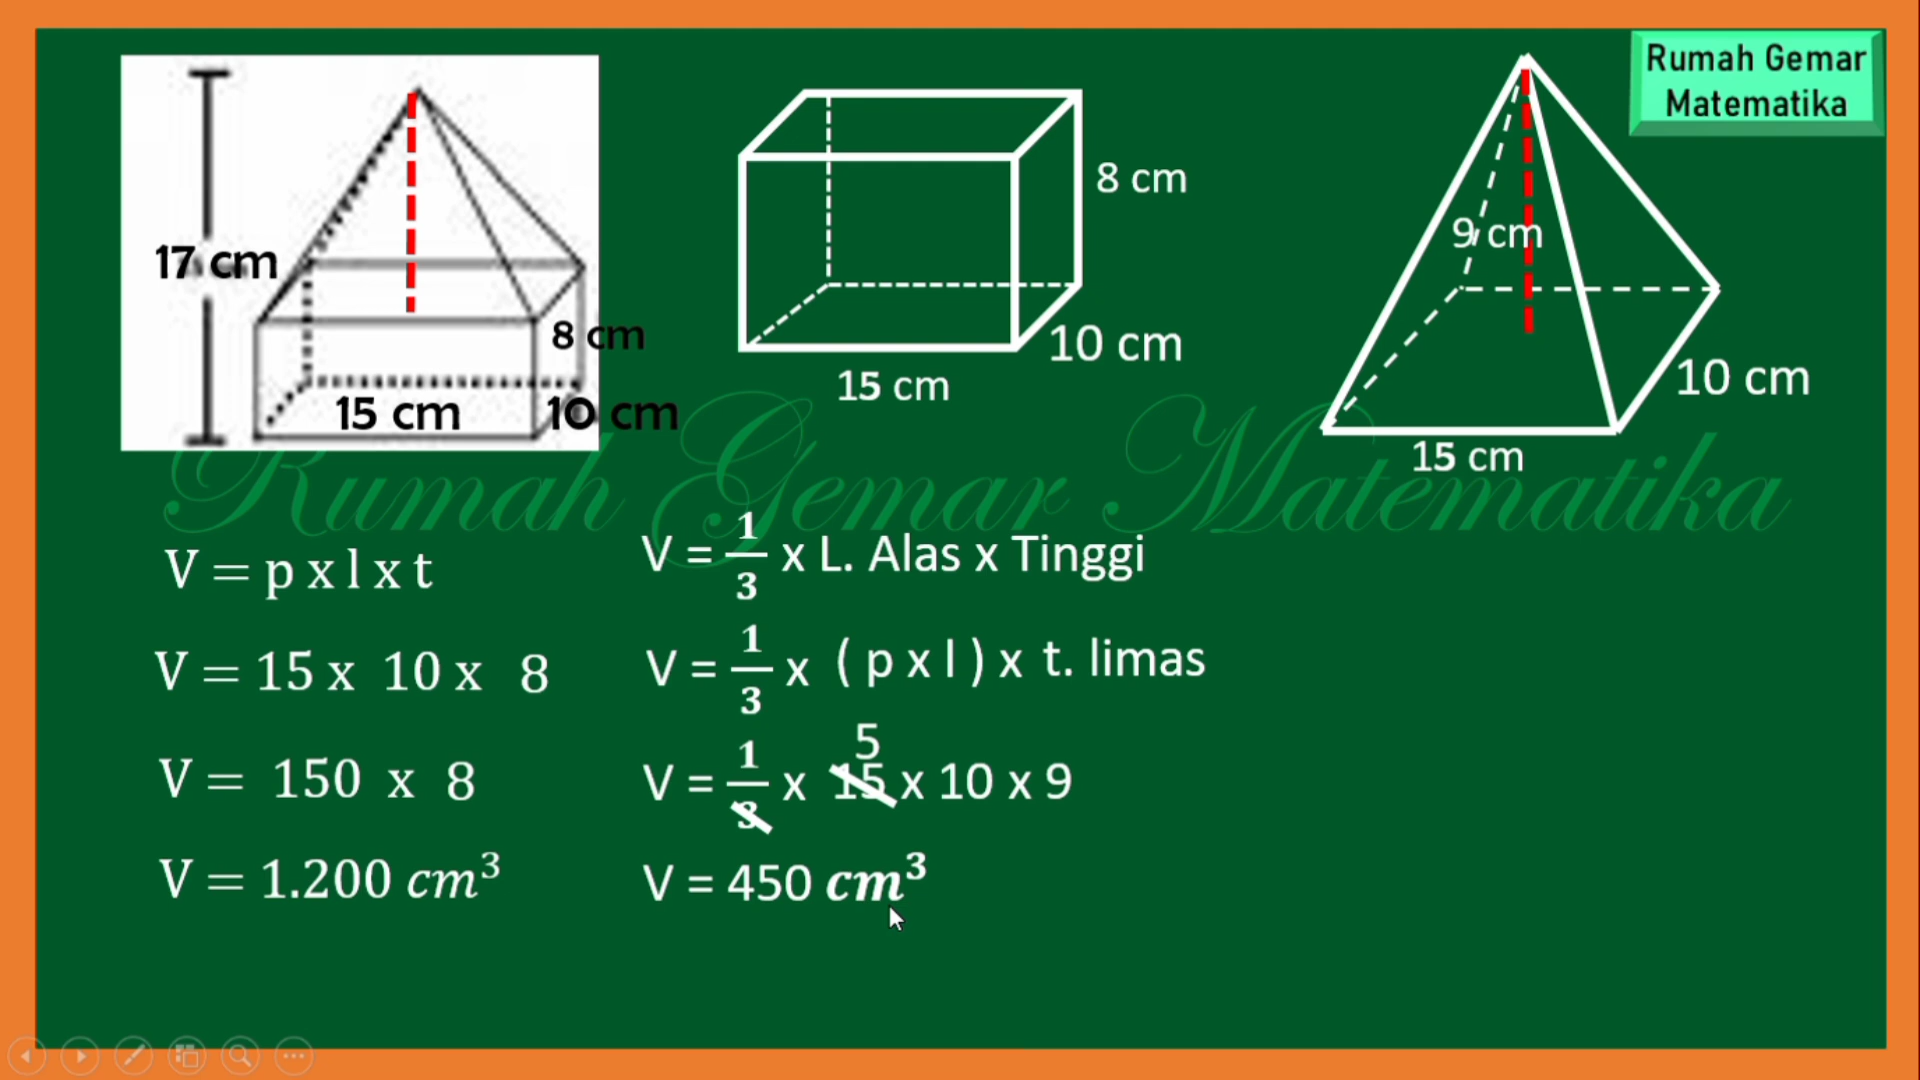 Rumah Gemar
Matematika
17 cm
8 cm
15 cm
10 cm
8 cm
10 cm
15 cm
9 cm
10 cm
15 cm
Rumah Gemar Matematika
V = p x l x t
V = 15 x 10 x 8
V = 150 x 8
V = 1.200 cm³
V = 1/3 x L. Alas x Tinggi
V = 1/3 x ( p x l ) x t. limas
5
V = 1/3 x 15 x 10 x 9
V = 450 cm³